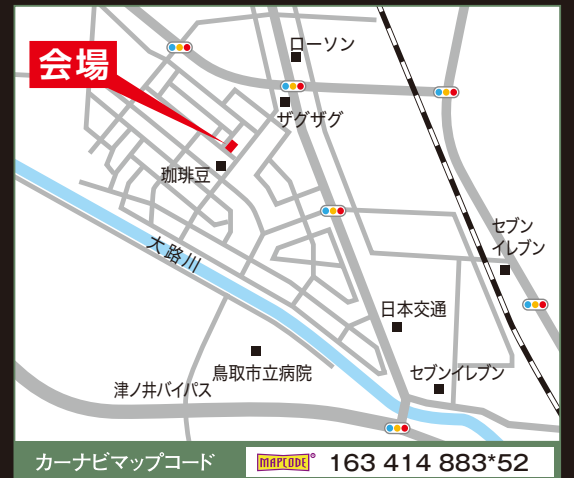 ローソン
会場
ザグザグ
珈琲豆
セブン
イレブン
大路川
日本交通
鳥取市立病院
セブンイレブン
津ノ井バイパス
カーナビマップコード
MAPCODE® 163 414 883*52